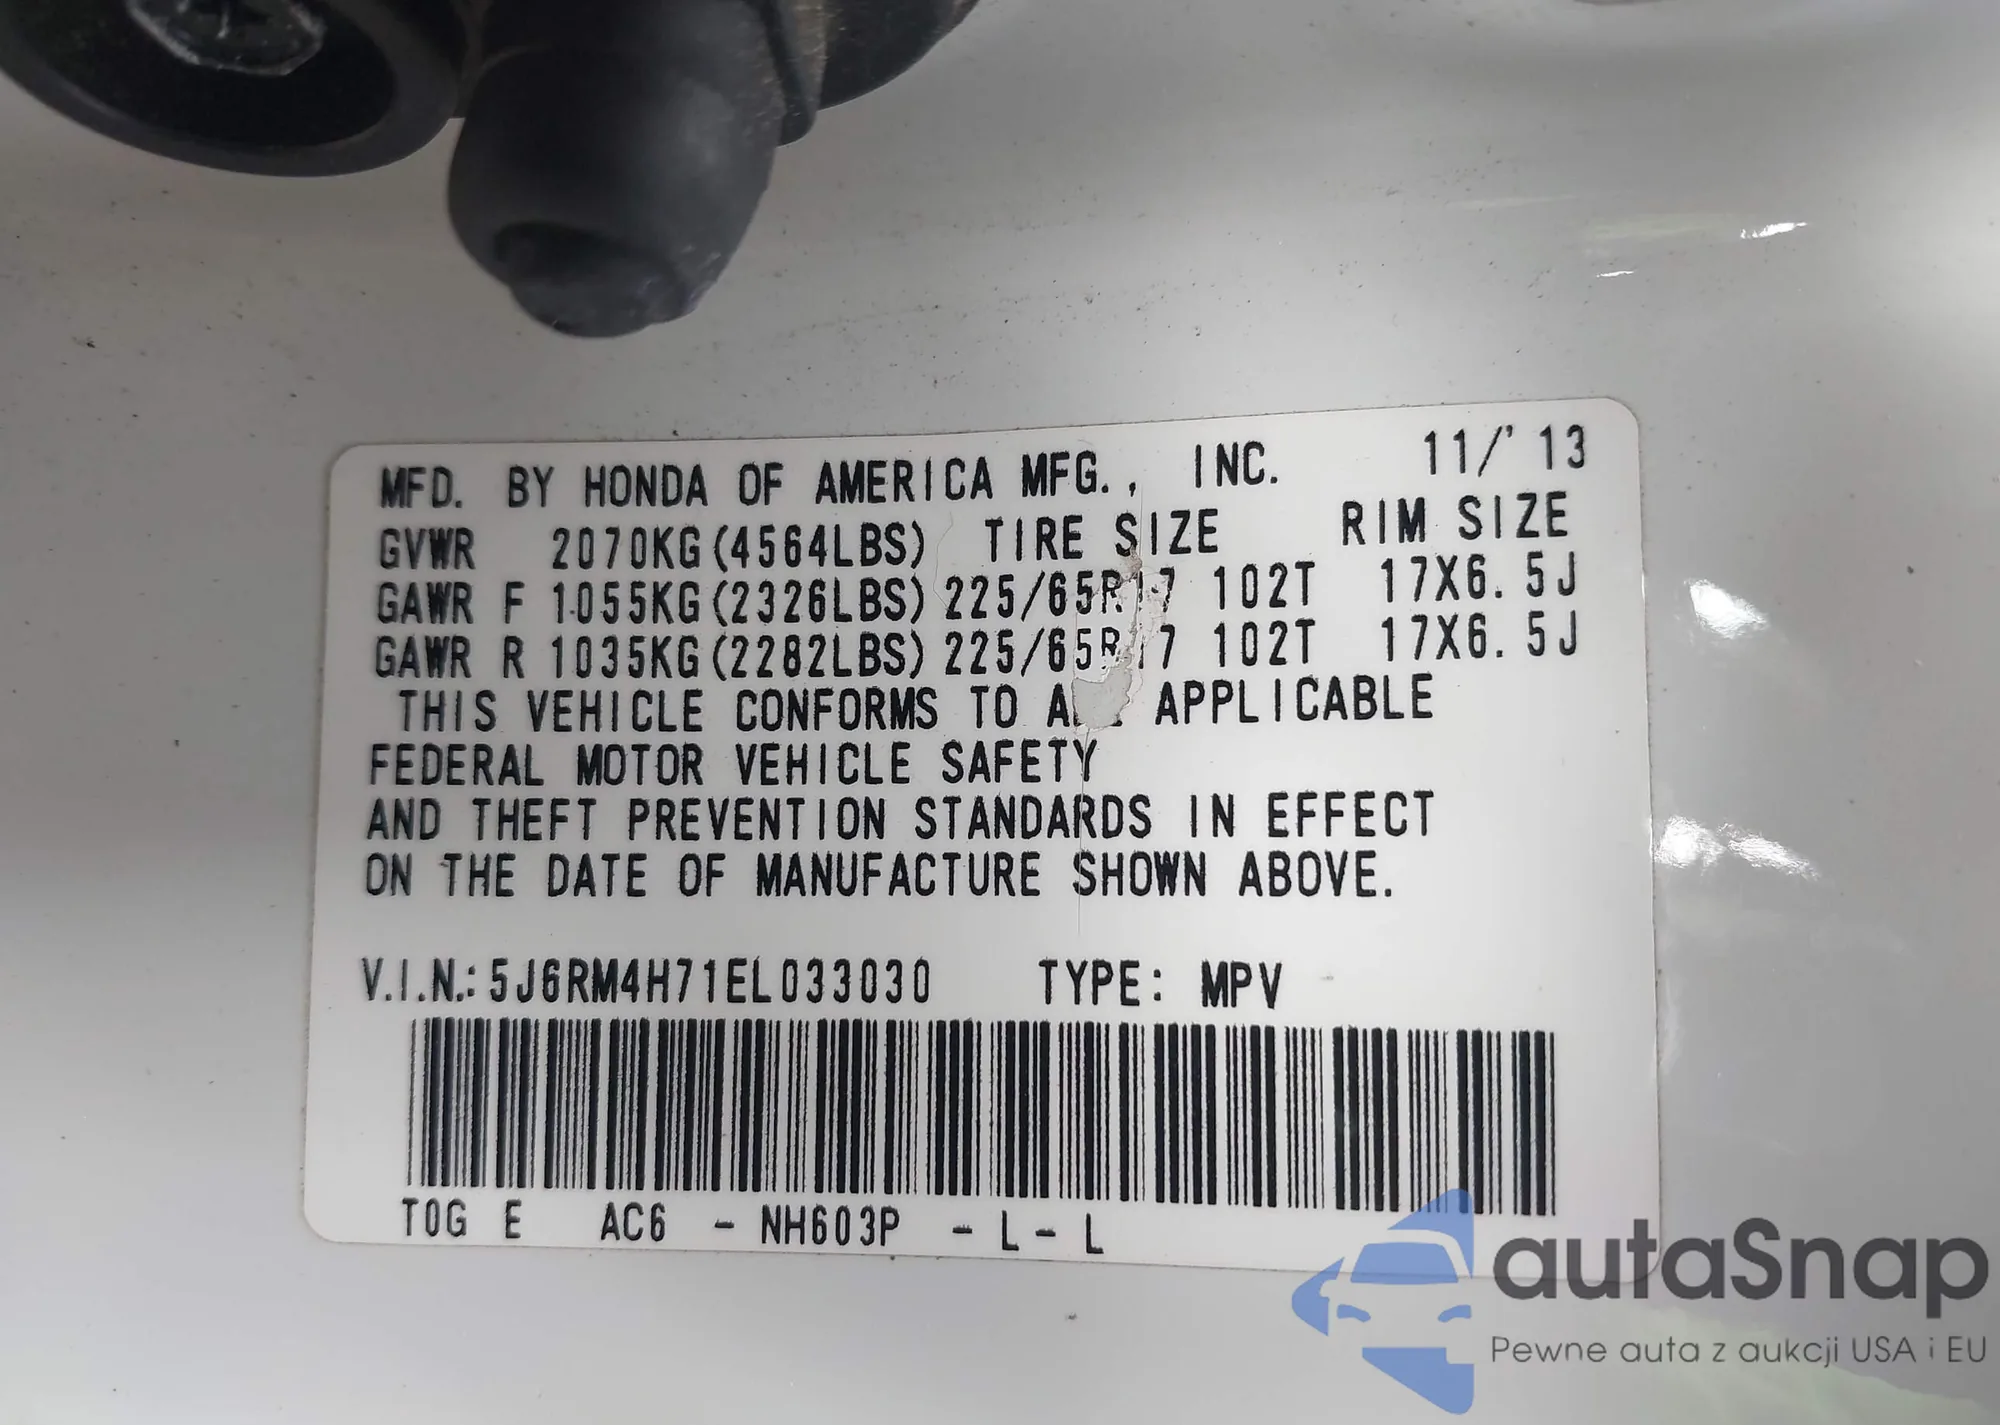 MFD. BY HONDA OF AMERICA MFG., INC. 11/'13
GVWR 2070KG(4564LBS) TIRE SIZE RIM SIZE
GAWR F 1055KG(2326LBS) 225/65R17 102T 17X6.5J
GAWR R 1035KG(2282LBS) 225/65R17 102T 17X6.5J
THIS VEHICLE CONFORMS TO ALL APPLICABLE
FEDERAL MOTOR VEHICLE SAFETY
AND THEFT PREVENTION STANDARDS IN EFFECT
ON THE DATE OF MANUFACTURE SHOWN ABOVE.
V.I.N.: 5J6RM4H71EL033030 TYPE: MPV
T0G E AC6 - NH603P - L - L
autaSnap
Pewne auta z aukcji USA i EU